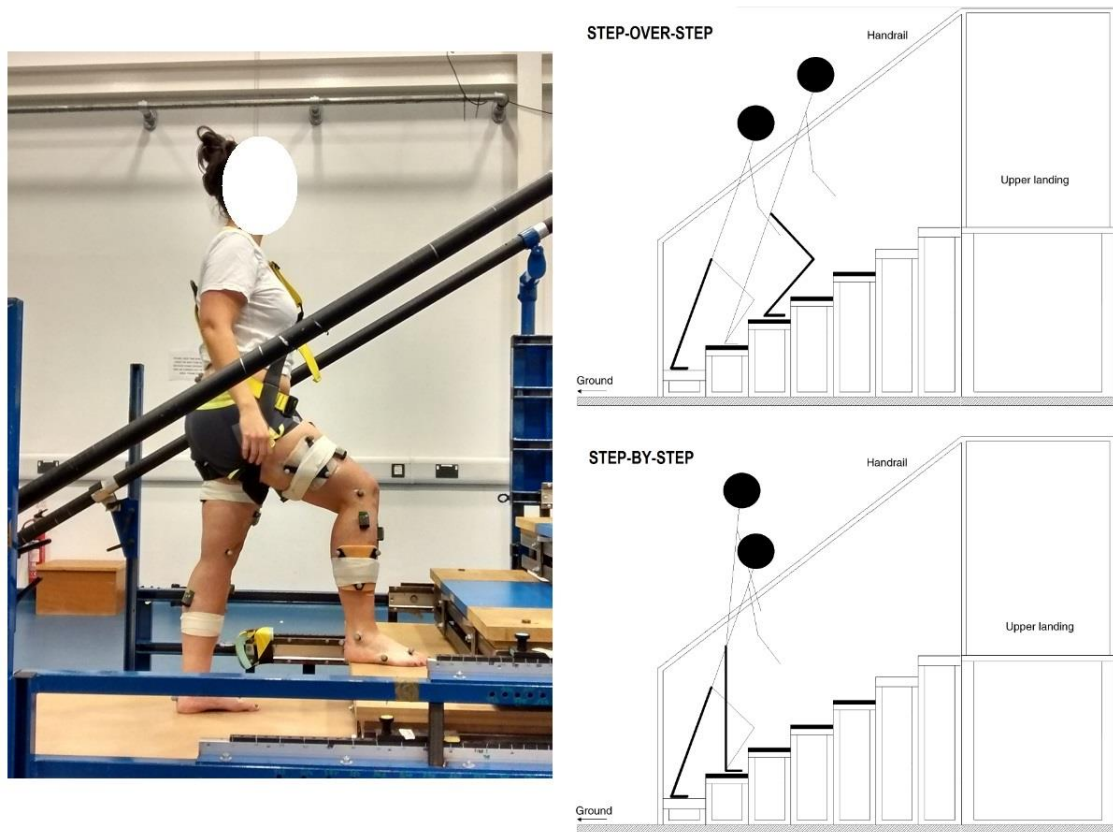 STEP-OVER-STEP
Handrail
Upper landing
Ground
STEP-BY-STEP
Handrail
Upper landing
Ground